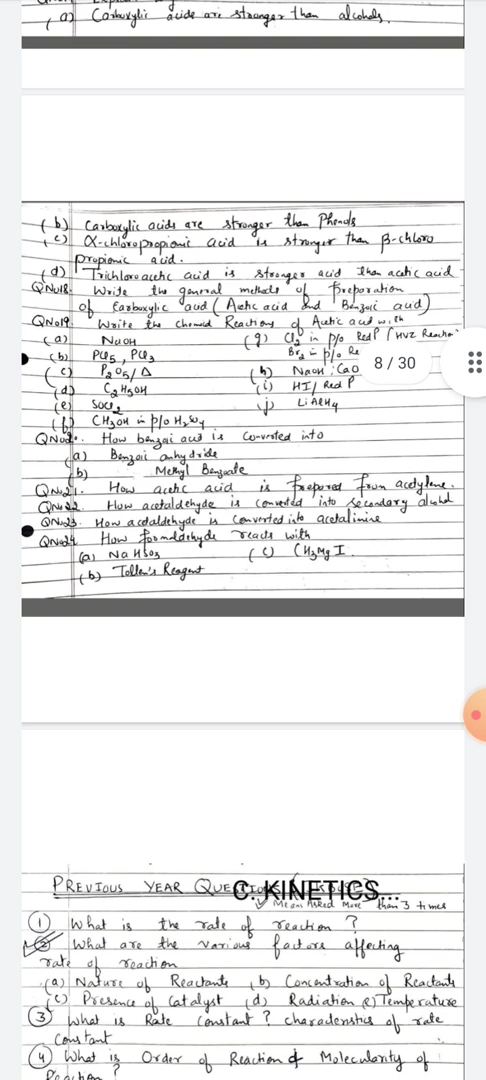 (a) Carboxylic acids are stronger than alcohols.
(b) Carboxylic acids are stronger than Phenols
(c) α-chloropropionic acid is stronger than β-chloro
propionic acid.
(d) Trichloroacetic acid is stronger acid than acetic acid
QNo18. Write the general methods of Preparation
of Carboxylic acid (Acetic acid and Benzoic acid)
QNo19. Write the chemical Reactions of Acetic acid with
(a) NaOH (g) Cl2 in p/o Red P (HVZ Reaction
(b) PCl5, PCl3 Br2 in p/o Re
(c) P2O5/Δ (h) NaOH; CaO
8 / 30
(d) C2H5OH (i) HI/Red P
(e) SOCl2 (j) LiAlH4
(f) CH3OH in p/o H2SO4
QNo20. How benzoic acid is Converted into
(a) Benzoic anhydride
(b) Methyl Benzoate
QNo21. How acetic acid is prepared from acetylene.
QNo22. How acetaldehyde is converted into secondary alcohol
QNo23. How acetaldehyde is converted into acetalimine
QNo24. How formaldehyde reacts with
(a) NaHSO3 (c) CH3MgI.
(b) Tollen's Reagent
PREVIOUS YEAR
C. KINETICS...
Mean Asked More than 3 times
① What is the rate of reaction ?
② What are the various factors affecting
rate of reaction
(a) Nature of Reactants (b) Concentration of Reactants
(c) Presence of Catalyst (d) Radiation (e) Temperature
③ What is Rate Constant ? characteristics of rate
Constant
④ What is Order of Reaction & Molecularity of
Reaction ?